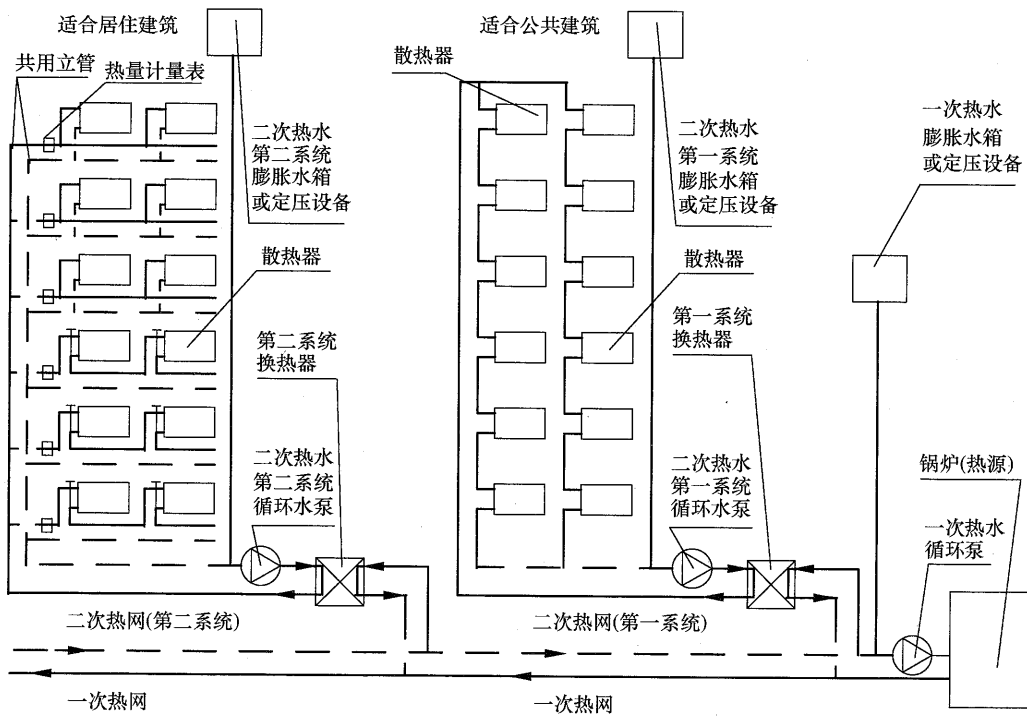 适合居住建筑
共用立管
热量计量表
二次热水
第二系统
膨胀水箱
或定压设备
散热器
第二系统
换热器
二次热水
第二系统
循环水泵
二次热网(第二系统)
一次热网
适合公共建筑
散热器
二次热水
第一系统
膨胀水箱
或定压设备
散热器
第一系统
换热器
二次热水
第一系统
循环水泵
二次热网(第一系统)
一次热网
一次热水
膨胀水箱
或定压设备
锅炉(热源)
一次热水
循环泵